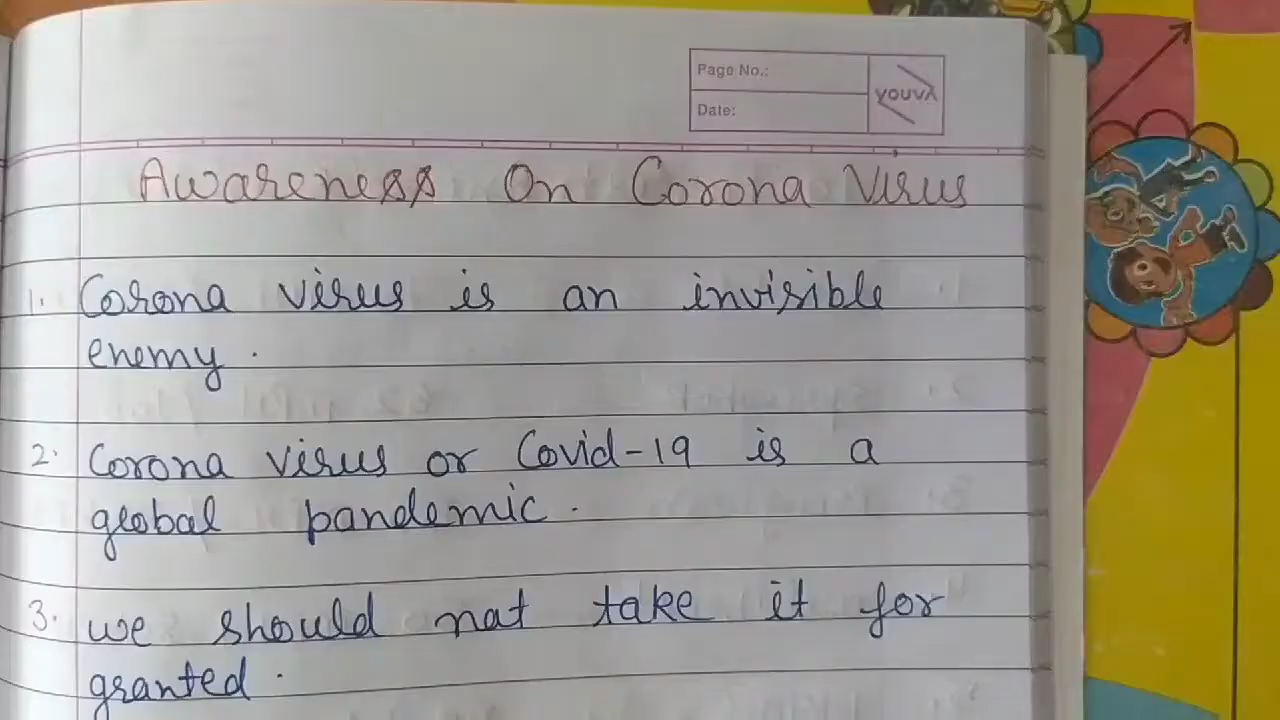 Page No.:
Date:
YOUVA
Awareness On Corona Virus
1. Corona virus is an invisible
enemy.
2. Corona virus or Covid-19 is a
global pandemic.
3. we should not take it for
granted.